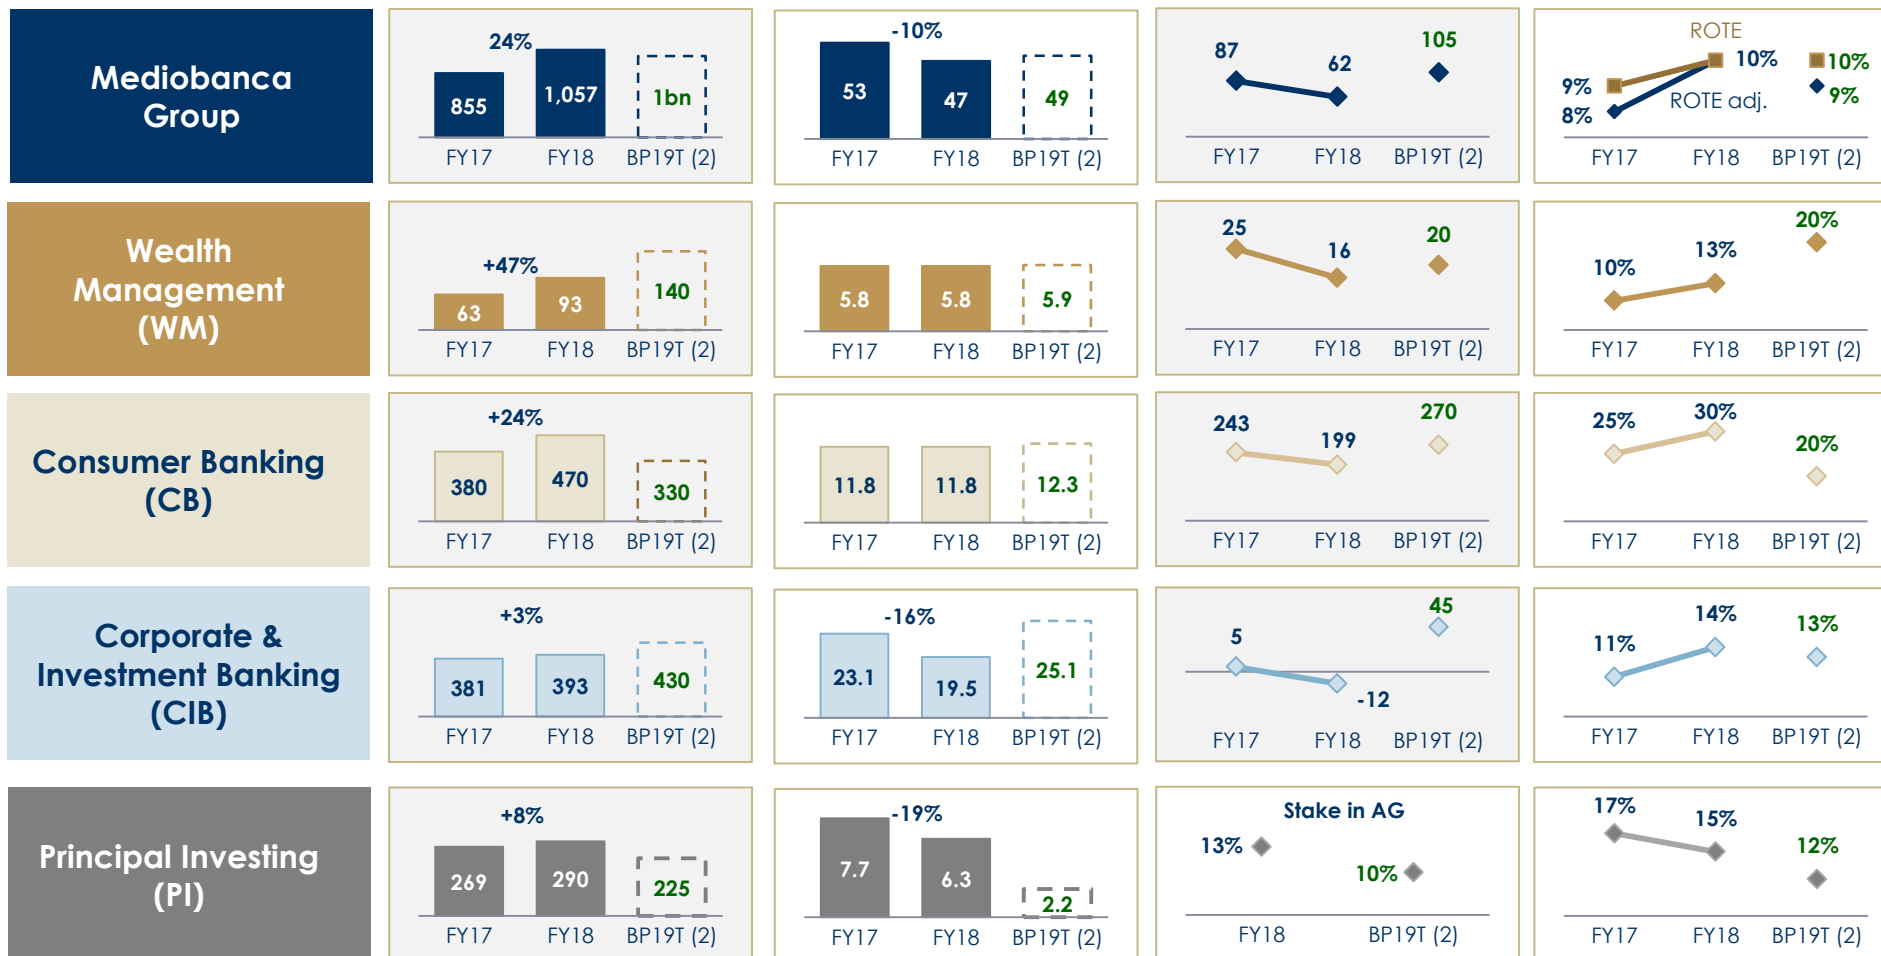 Mediobanca
Group
24%
855
1,057
1bn
FY17
FY18
BP19T (2)
-10%
53
47
49
FY17
FY18
BP19T (2)
87
62
105
FY17
FY18
BP19T (2)
ROTE
9%
8%
10%
10%
9%
ROTE adj.
FY17
FY18
BP19T (2)
Wealth
Management
(WM)
+47%
63
93
140
FY17
FY18
BP19T (2)
5.8
5.8
5.9
FY17
FY18
BP19T (2)
25
16
20
FY17
FY18
BP19T (2)
10%
13%
20%
FY17
FY18
BP19T (2)
Consumer Banking
(CB)
+24%
380
470
330
FY17
FY18
BP19T (2)
11.8
11.8
12.3
FY17
FY18
BP19T (2)
243
199
270
FY17
FY18
BP19T (2)
25%
30%
20%
FY17
FY18
BP19T (2)
Corporate &
Investment Banking
(CIB)
+3%
381
393
430
FY17
FY18
BP19T (2)
-16%
23.1
19.5
25.1
FY17
FY18
BP19T (2)
5
-12
45
FY17
FY18
BP19T (2)
11%
14%
13%
FY17
FY18
BP19T (2)
Principal Investing
(PI)
+8%
269
290
225
FY17
FY18
BP19T (2)
-19%
7.7
6.3
2.2
FY17
FY18
BP19T (2)
Stake in AG
13%
10%
FY18
BP19T (2)
17%
15%
12%
FY17
FY18
BP19T (2)